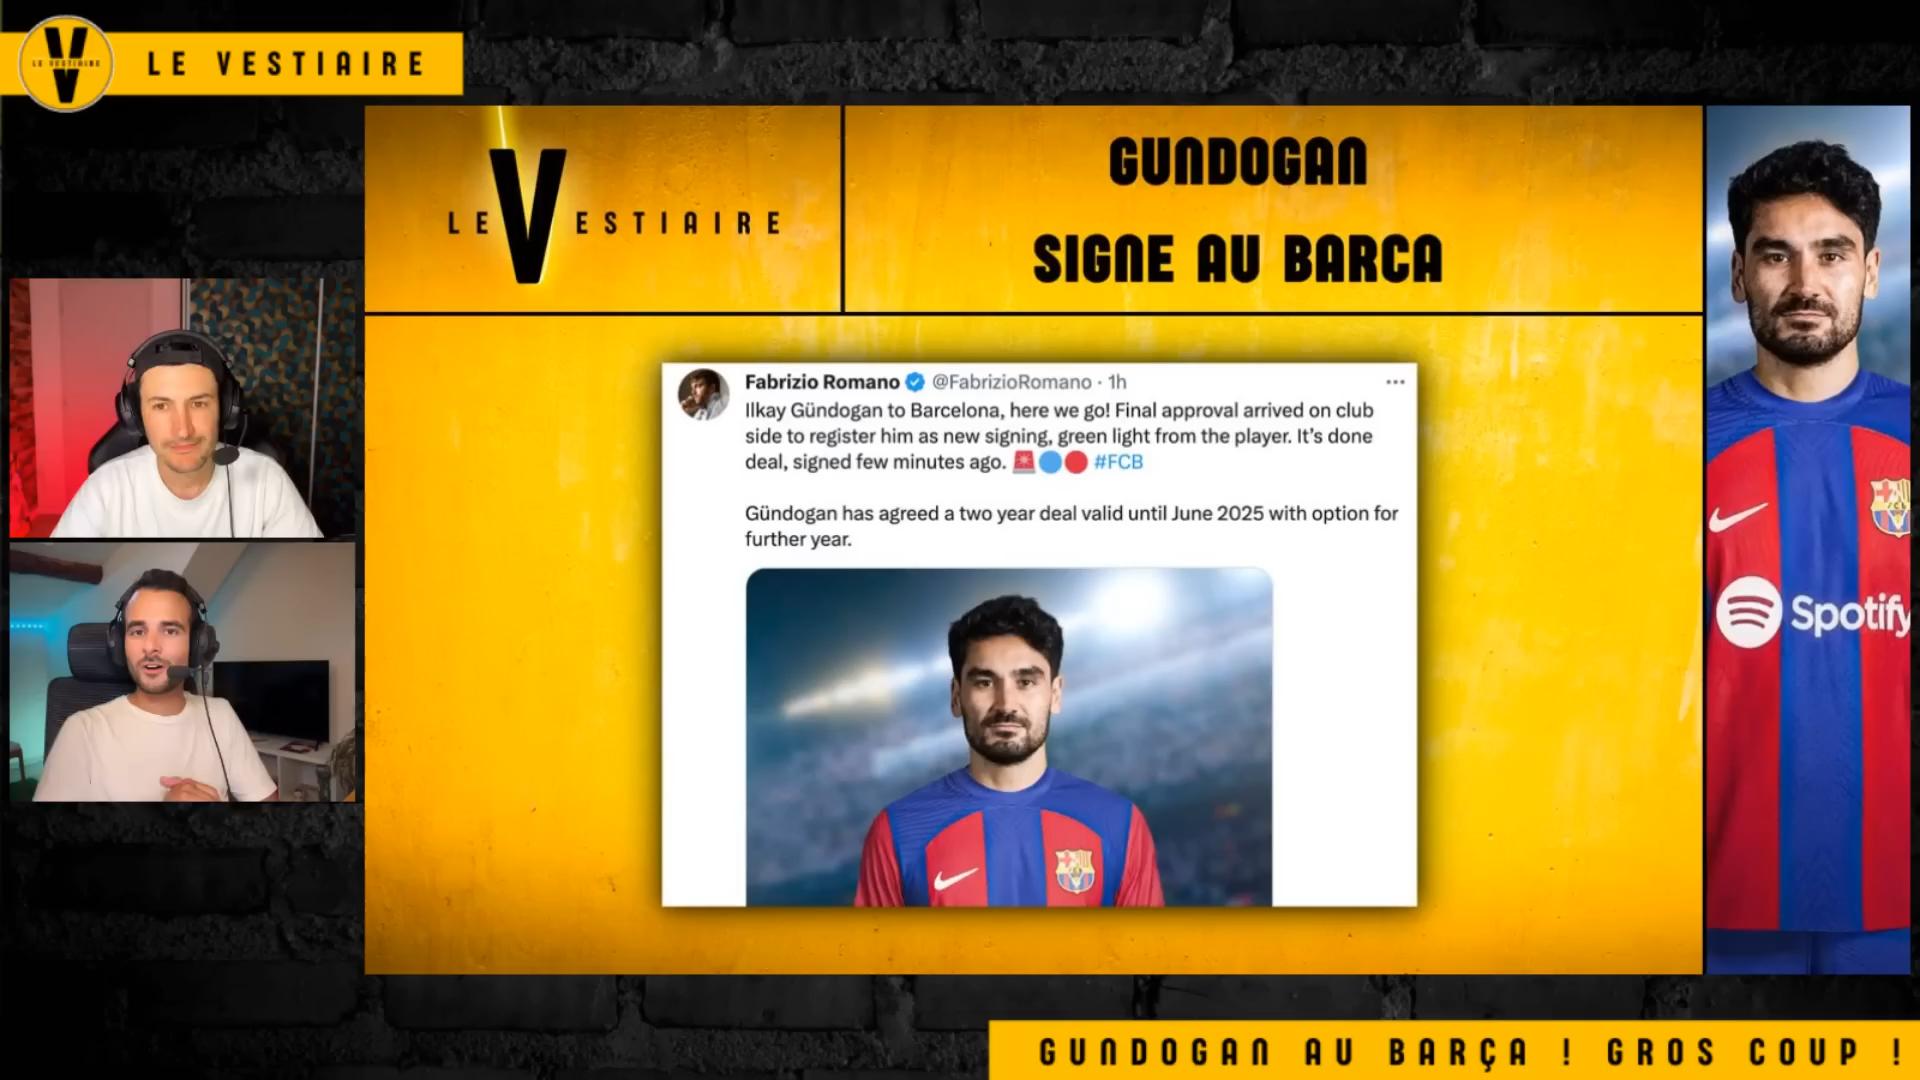 LE VESTIAIRE
LE VESTIAIRE
LE VESTIAIRE
GUNDOGAN
SIGNE AU BARCA
Fabrizio Romano @FabrizioRomano · 1h
Ilkay Gündogan to Barcelona, here we go! Final approval arrived on club
side to register him as new signing, green light from the player. It’s done
deal, signed few minutes ago. 🚨🔵🔴 #FCB
Gündogan has agreed a two year deal valid until June 2025 with option for
further year.
Spotify
GUNDOGAN AU BARÇA ! GROS COUP !